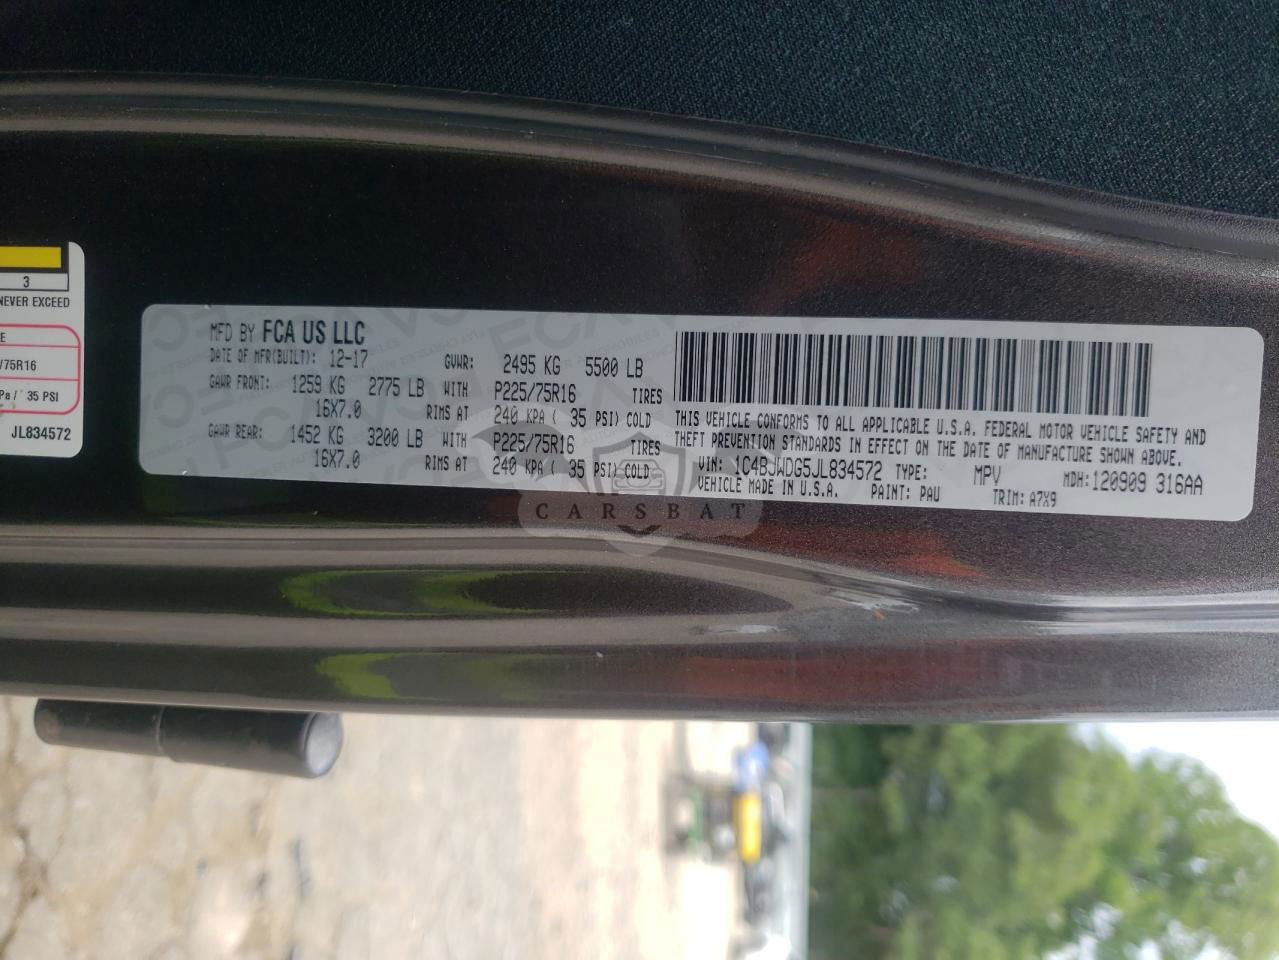 3
NEVER EXCEED
/75R16
Pa / 35 PSI
JL834572
MFD BY FCA US LLC
DATE OF MFR(BUILT): 12-17 GVWR: 2495 KG 5500 LB
GAWR FRONT: 1259 KG 2775 LB WITH P225/75R16 TIRES
16X7.0 RIMS AT 240 KPA ( 35 PSI) COLD
GAWR REAR: 1452 KG 3200 LB WITH P225/75R16 TIRES
16X7.0 RIMS AT 240 KPA ( 35 PSI) COLD
THIS VEHICLE CONFORMS TO ALL APPLICABLE U.S.A. FEDERAL MOTOR VEHICLE SAFETY AND
THEFT PREVENTION STANDARDS IN EFFECT ON THE DATE OF MANUFACTURE SHOWN ABOVE.
VIN: 1C4BJWDG5JL834572 TYPE: MPV MDH:120909 316AA
VEHICLE MADE IN U.S.A. PAINT: PAU TRIM: A7X9
CARSBAT